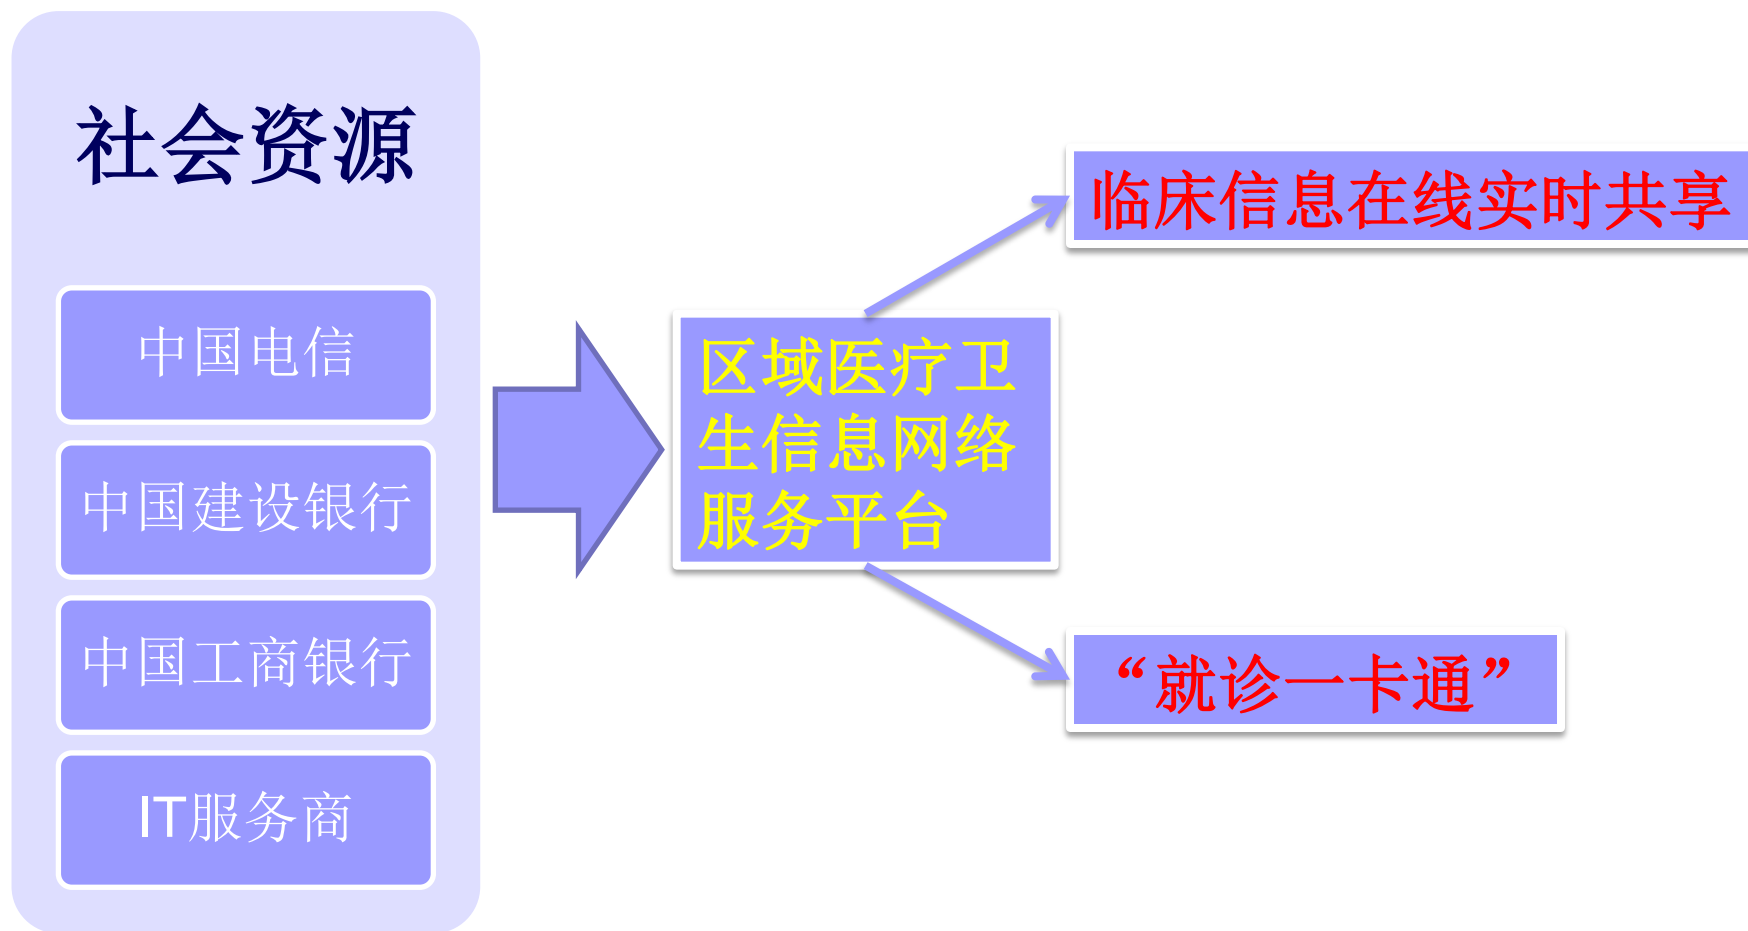 社会资源
中国电信
中国建设银行
中国工商银行
IT服务商
区域医疗卫
生信息网络
服务平台
临床信息在线实时共享
“就诊一卡通”